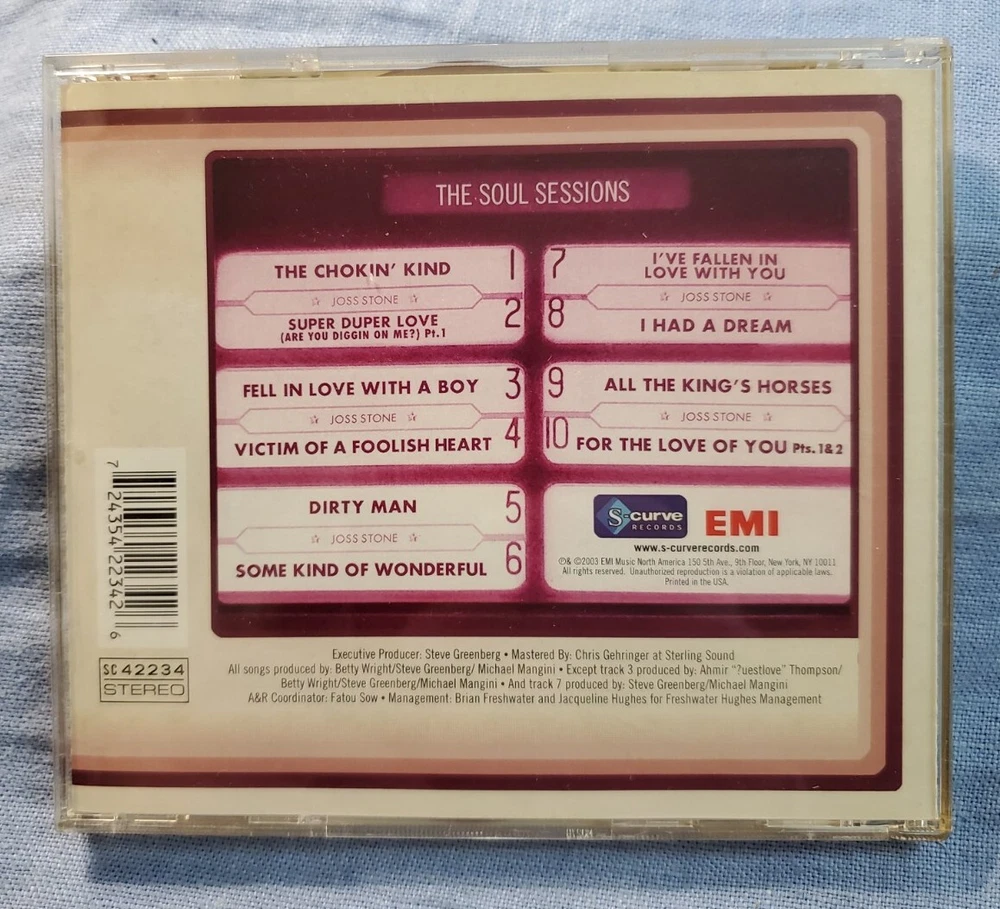 THE SOUL SESSIONS
THE CHOKIN' KIND 1
☆ JOSS STONE ☆
SUPER DUPER LOVE 2
(ARE YOU DIGGIN ON ME?) Pt.1
FELL IN LOVE WITH A BOY 3
☆ JOSS STONE ☆
VICTIM OF A FOOLISH HEART 4
DIRTY MAN 5
☆ JOSS STONE ☆
SOME KIND OF WONDERFUL 6
7 I'VE FALLEN IN
LOVE WITH YOU
☆ JOSS STONE ☆
8 I HAD A DREAM
9 ALL THE KING'S HORSES
☆ JOSS STONE ☆
10 FOR THE LOVE OF YOU Pts. 1&2
S-curve
RECORDS
EMI
www.s-curverecords.com
℗& ©2003 EMI Music North America 150 5th Ave., 9th Floor, New York, NY 10011
All rights reserved. Unauthorized reproduction is a violation of applicable laws.
Printed in the USA.
7 24354 22342 6
SC 42234
STEREO
Executive Producer: Steve Greenberg • Mastered By: Chris Gehringer at Sterling Sound
All songs produced by: Betty Wright/Steve Greenberg/ Michael Mangini • Except track 3 produced by: Ahmir "?uestlove" Thompson/
Betty Wright/Steve Greenberg/Michael Mangini • And track 7 produced by: Steve Greenberg/Michael Mangini
A&R Coordinator: Fatou Sow • Management: Brian Freshwater and Jacqueline Hughes for Freshwater Hughes Management